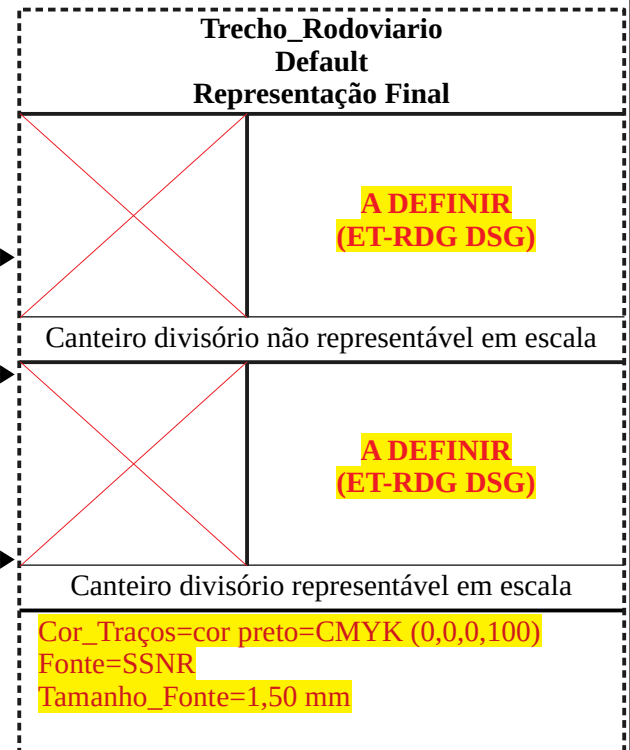 Trecho_Rodoviario
Default
Representação Final
A DEFINIR
(ET-RDG DSG)
Canteiro divisório não representável em escala
A DEFINIR
(ET-RDG DSG)
Canteiro divisório representável em escala
Cor_Traços=cor preto=CMYK (0,0,0,100)
Fonte=SSNR
Tamanho_Fonte=1,50 mm